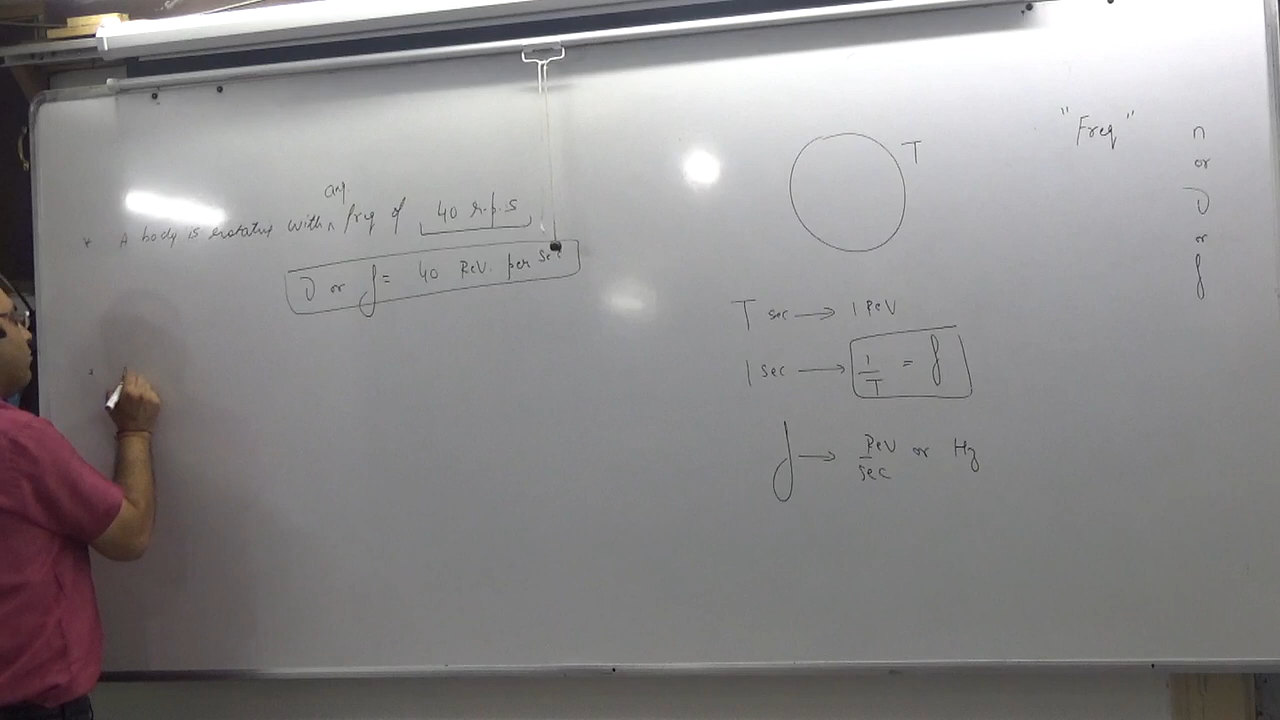 ang.
* A body is rotating with ʌ freq of 40 r.p.s
ν or f = 40 Rev. per sec
T
T sec → 1 Rev
1 sec → 1/T = f
f → Rev/sec or Hz
"Freq"
n
or
ν
or
f